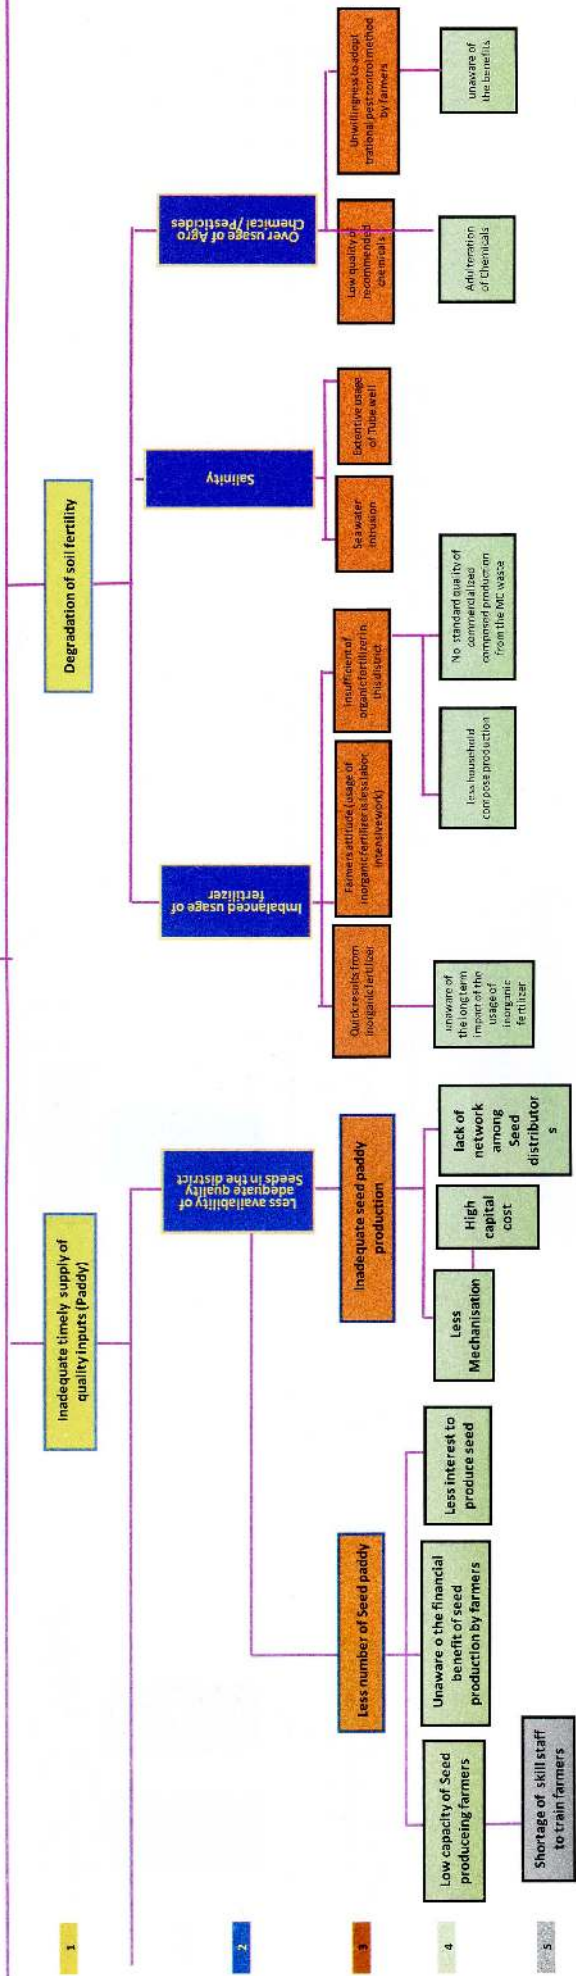 1
Inadequate timely supply of
quality inputs (Paddy)
Degradation of soil fertility
2
Less availability of
adequate quality
Seeds in the district
Imbalanced usage of
fertilizer
Salinity
Over usage of Agro
Chemical/Pesticides
3
Less number of Seed paddy
Inadequate seed paddy
production
Quick results from
inorganic fertilizer
Farmers attitude (usage of
inorganic fertilizer is less labor
intensive work)
Insufficient of
organic fertilizer in
this district
Sea water
intrusion
Extentive usage
of Tube well
Low quality of
recommended
chemicals
Unwillingness to adopt
trational pest control method
by farmers
4
Low capacity of Seed
produceing farmers
Unaware o the financial
benefit of seed
production by farmers
Less interest to
produce seed
Less
Mechanisation
High
capital
cost
lack of
network
among
Seed
distributor
s
unaware of
the long term
impact of the
usage of
inorganic
fertilizer
less household
compose production
No standard quality of
commercialized
composed production
from the MC waste
Adulteration
of Chemicals
unaware of
the benefits
5
Shortage of skill staff
to train farmers